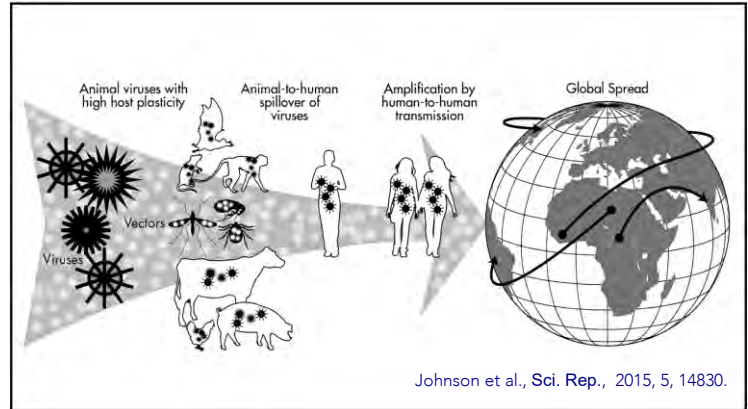 Animal viruses with
high host plasticity
Animal-to-human
spillover of
viruses
Amplification by
human-to-human
transmission
Global Spread
Vectors
Viruses
Johnson et al., Sci. Rep., 2015, 5, 14830.